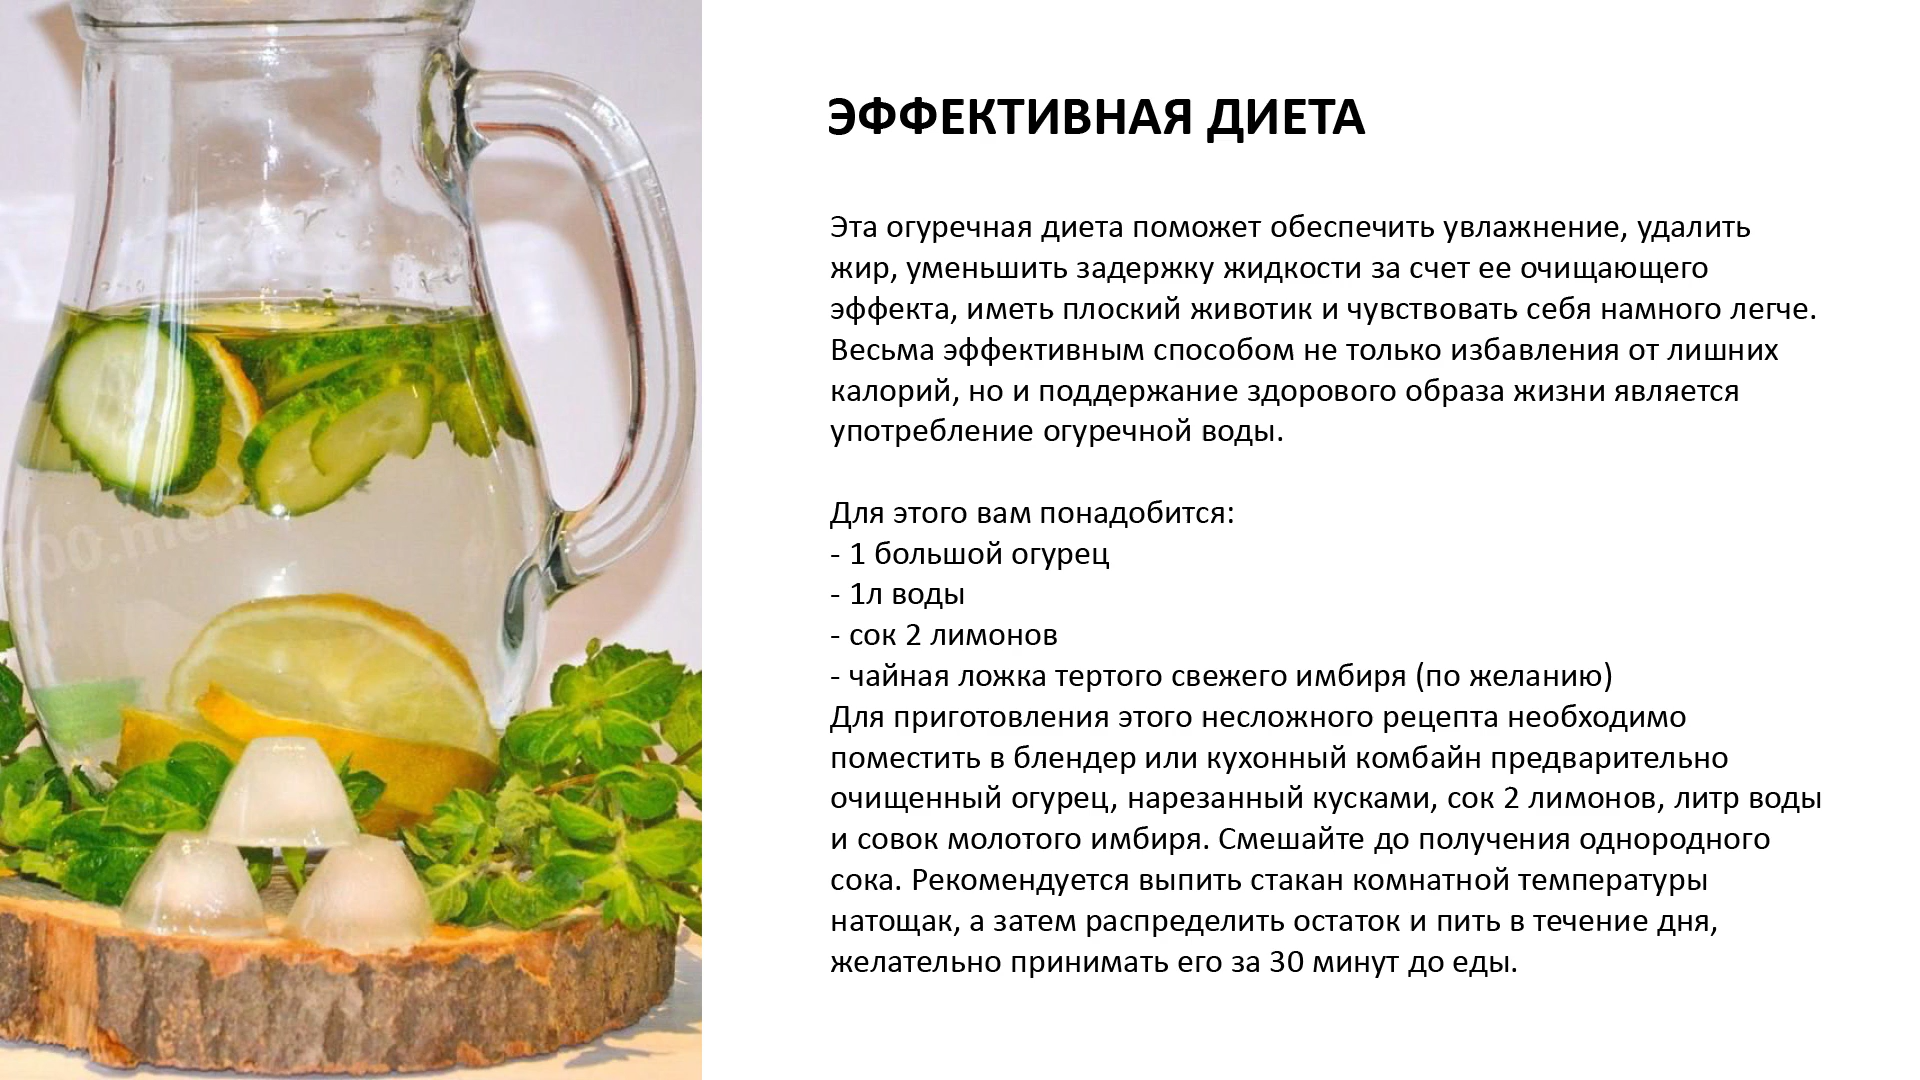 ЭФФЕКТИВНАЯ ДИЕТА
Эта огуречная диета поможет обеспечить увлажнение, удалить
жир, уменьшить задержку жидкости за счет ее очищающего
эффекта, иметь плоский животик и чувствовать себя намного легче.
Весьма эффективным способом не только избавления от лишних
калорий, но и поддержание здорового образа жизни является
употребление огуречной воды.
Для этого вам понадобится:
- 1 большой огурец
- 1л воды
- сок 2 лимонов
- чайная ложка тертого свежего имбиря (по желанию)
Для приготовления этого несложного рецепта необходимо
поместить в блендер или кухонный комбайн предварительно
очищенный огурец, нарезанный кусками, сок 2 лимонов, литр воды
и совок молотого имбиря. Смешайте до получения однородного
сока. Рекомендуется выпить стакан комнатной температуры
натощак, а затем распределить остаток и пить в течение дня,
желательно принимать его за 30 минут до еды.